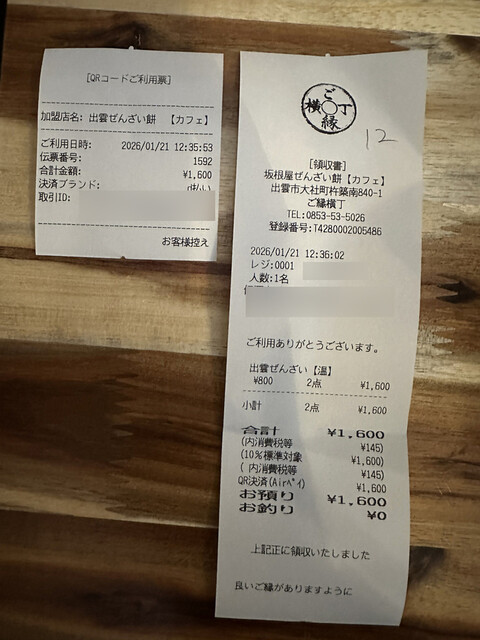 [QRコードご利用票]
加盟店名: 出雲ぜんざい餅 【カフェ】
ご利用日時: 2026/01/21 12:35:53
伝票番号: 1592
合計金額: ¥1,600
決済ブランド: d払い
取引ID:
お客様控え
ご
横 丁
縁
12
[領収書]
坂根屋ぜんざい餅【カフェ】
出雲市大社町杵築南840-1
ご縁横丁
TEL:0853-53-5026
登録番号:T4280002005486
2026/01/21 12:36:02
レジ:0001
人数:1名
ご利用ありがとうございます。
出雲ぜんざい【温】
¥800 2点 ¥1,600
小計 2点 ¥1,600
合計 ¥1,600
(内消費税等 ¥145)
(10%標準対象 ¥1,600)
( 内消費税等 ¥145)
QR決済(Airペイ) ¥1,600
お預り ¥1,600
お釣り ¥0
上記正に領収いたしました
良いご縁がありますように